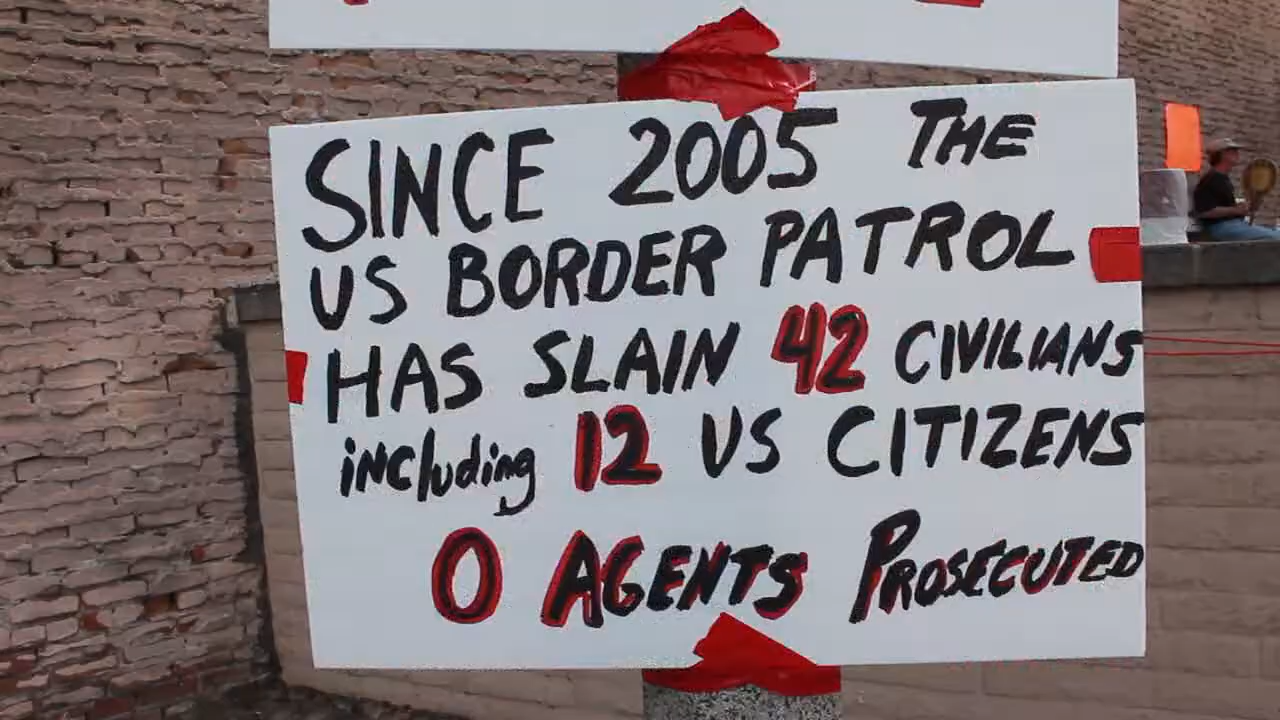 SINCE 2005 THE
US BORDER PATROL
HAS SLAIN 42 CIVILIANS
including 12 US CITIZENS
0 AGENTS PROSECUTED